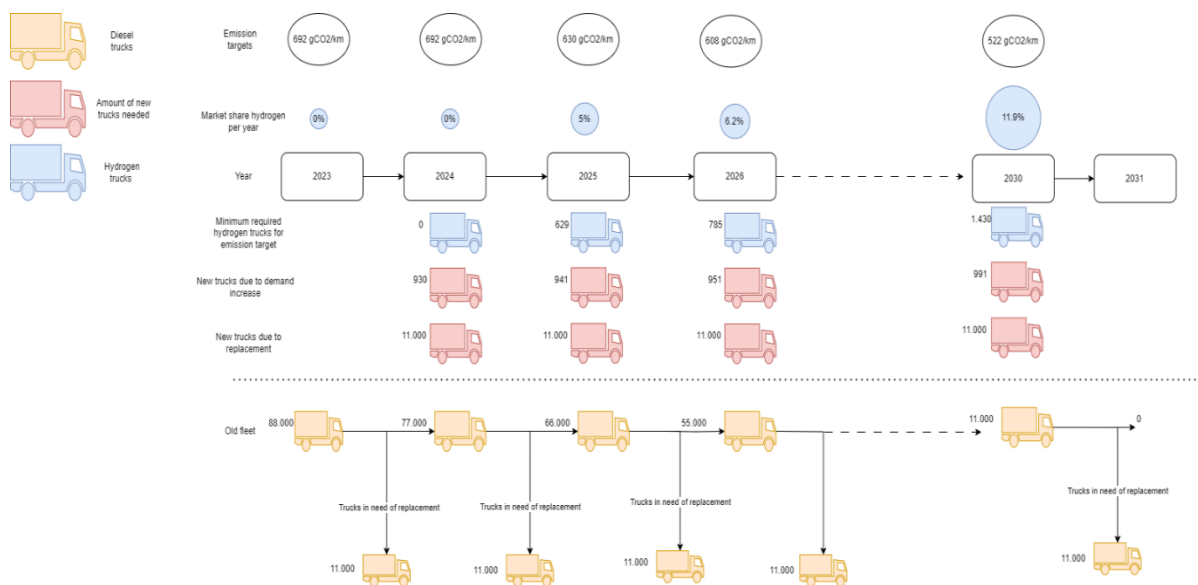 Diesel
trucks
Amount of new
trucks needed
Hydrogen
trucks
Emission
targets
692 gCO2/km
692 gCO2/km
630 gCO2/km
608 gCO2/km
522 gCO2/km
Market share hydrogen
per year
0%
0%
5%
6.2%
11.9%
Year
2023
2024
2025
2026
2030
2031
Minimum required
hydrogen trucks for
emission target
0
629
785
1.430
New trucks due to demand
increase
930
941
951
991
New trucks due to
replacement
11.000
11.000
11.000
11.000
Old fleet
88.000
77.000
66.000
55.000
11.000
0
Trucks in need of replacement
Trucks in need of replacement
Trucks in need of replacement
Trucks in need of replacement
11.000
11.000
11.000
11.000
11.000